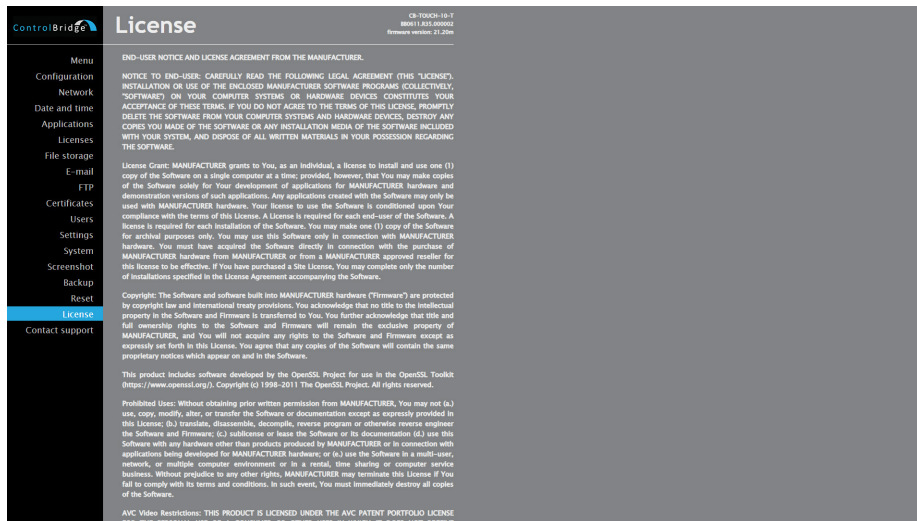 ControlBridge
License
CB-TOUCH-10-T
880611.R35.000002
firmware version: 21.20m
Menu
Configuration
Network
Date and time
Applications
Licenses
File storage
E-mail
FTP
Certificates
Users
Settings
System
Screenshot
Backup
Reset
License
Contact support
END-USER NOTICE AND LICENSE AGREEMENT FROM THE MANUFACTURER.
NOTICE TO END-USER: CAREFULLY READ THE FOLLOWING LEGAL AGREEMENT (THIS "LICENSE").
INSTALLATION OR USE OF THE ENCLOSED MANUFACTURER SOFTWARE PROGRAMS (COLLECTIVELY,
"SOFTWARE") ON YOUR COMPUTER SYSTEMS OR HARDWARE DEVICES CONSTITUTES YOUR
ACCEPTANCE OF THESE TERMS. IF YOU DO NOT AGREE TO THE TERMS OF THIS LICENSE, PROMPTLY
DELETE THE SOFTWARE FROM YOUR COMPUTER SYSTEMS AND HARDWARE DEVICES, DESTROY ANY
COPIES YOU MADE OF THE SOFTWARE OR ANY INSTALLATION MEDIA OF THE SOFTWARE INCLUDED
WITH YOUR SYSTEM, AND DISPOSE OF ALL WRITTEN MATERIALS IN YOUR POSSESSION REGARDING
THE SOFTWARE.
License Grant: MANUFACTURER grants to You, as an individual, a license to install and use one (1)
copy of the Software on a single computer at a time; provided, however, that You may make copies
of the Software solely for Your development of applications for MANUFACTURER hardware and
demonstration versions of such applications. Any applications created with the Software may only be
used with MANUFACTURER hardware. Your license to use the Software is conditioned upon Your
compliance with the terms of this License. A License is required for each end-user of the Software. A
license is required for each installation of the Software. You may make one (1) copy of the Software
for archival purposes only. You may use this Software only in connection with MANUFACTURER
hardware. You must have acquired the Software directly in connection with the purchase of
MANUFACTURER hardware from MANUFACTURER or from a MANUFACTURER approved reseller for
this license to be effective. If You have purchased a Site License, You may complete only the number
of installations specified in the License Agreement accompanying the Software.
Copyright: The Software and software built into MANUFACTURER hardware ("Firmware") are protected
by copyright law and international treaty provisions. You acknowledge that no title to the intellectual
property in the Software and Firmware is transferred to You. You further acknowledge that title and
full ownership rights to the Software and Firmware will remain the exclusive property of
MANUFACTURER, and You will not acquire any rights to the Software and Firmware except as
expressly set forth in this License. You agree that any copies of the Software will contain the same
proprietary notices which appear on and in the Software.
This product includes software developed by the OpenSSL Project for use in the OpenSSL Toolkit
(https://www.openssl.org/). Copyright (c) 1998-2011 The OpenSSL Project. All rights reserved.
Prohibited Uses: Without obtaining prior written permission from MANUFACTURER, You may not (a.)
use, copy, modify, alter, or transfer the Software or documentation except as expressly provided in
this License; (b.) translate, disassemble, decompile, reverse program or otherwise reverse engineer
the Software and Firmware; (c.) sublicense or lease the Software or its documentation (d.) use this
Software with any hardware other than products produced by MANUFACTURER or in connection with
applications being developed for MANUFACTURER hardware; or (e.) use the Software in a multi-user,
network, or multiple computer environment or in a rental, time sharing or computer service
business. Without prejudice to any other rights, MANUFACTURER may terminate this License if You
fail to comply with its terms and conditions. In such event, You must immediately destroy all copies
of the Software.
AVC Video Restrictions: THIS PRODUCT IS LICENSED UNDER THE AVC PATENT PORTFOLIO LICENSE